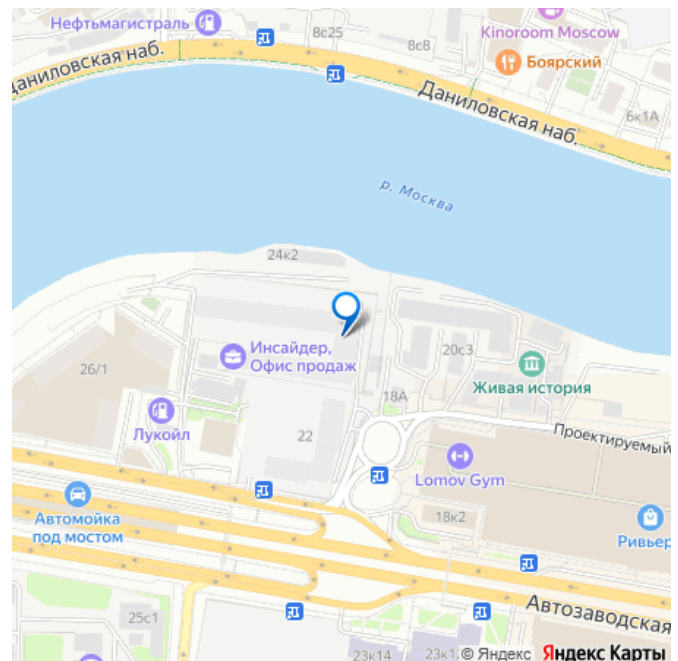 Нефтьмагистраль
8с25
8с8
Kinoroom Moscow
Боярский
Даниловская наб.
Даниловская наб.
6к1А
р. Москва
24к2
Инсайдер,
Офис продаж
20с3
Живая история
26/1
18А
Лукойл
22
Проектируемый
Lomov Gym
18к2
Ривьер
Автомойка
под мостом
Автозаводская
25с1
23к14
© Яндекс Яндекс Карты